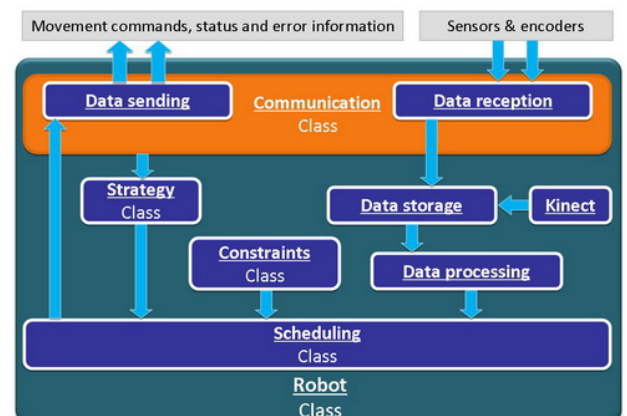 Movement commands, status and error information
Sensors & encoders
Data sending
Communication
Class
Data reception
Strategy
Class
Data storage
Kinect
Constraints
Class
Data processing
Scheduling
Class
Robot
Class